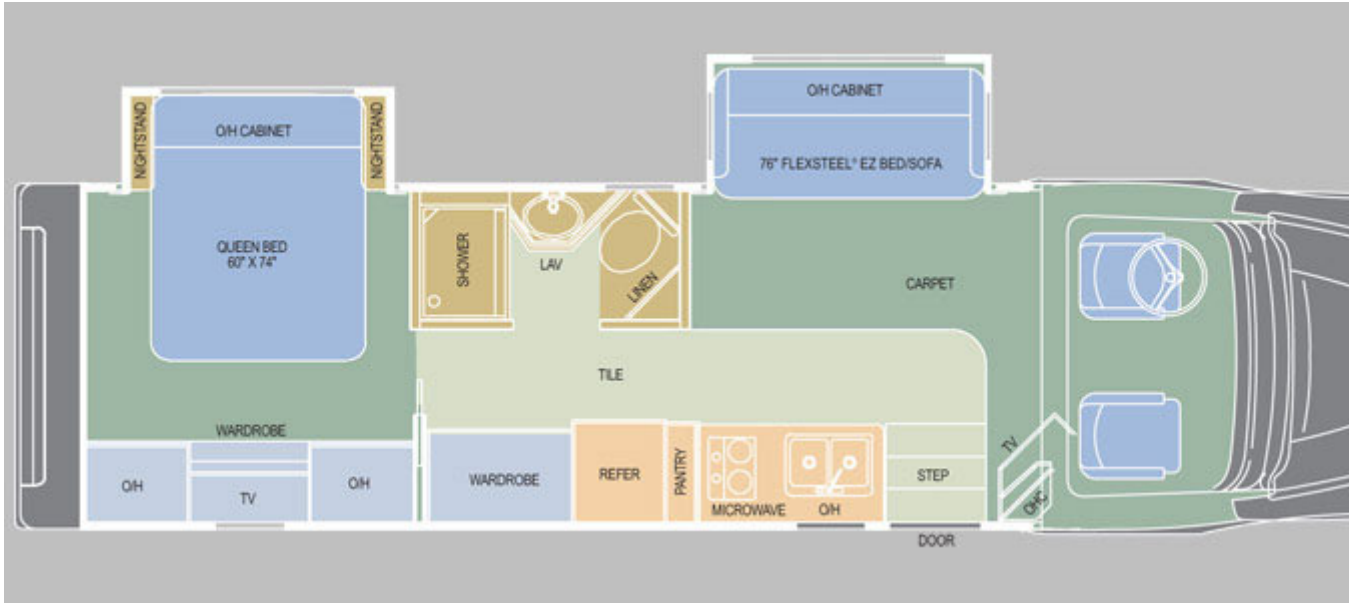 O/H CABINET
NIGHTSTAND
O/H CABINET
NIGHTSTAND
76" FLEXSTEEL® EZ BED/SOFA
QUEEN BED
60" X 74"
SHOWER
LAV
LINEN
CARPET
TILE
WARDROBE
O/H
TV
O/H
WARDROBE
REFER
PANTRY
MICROWAVE
O/H
STEP
TV
OHC
DOOR